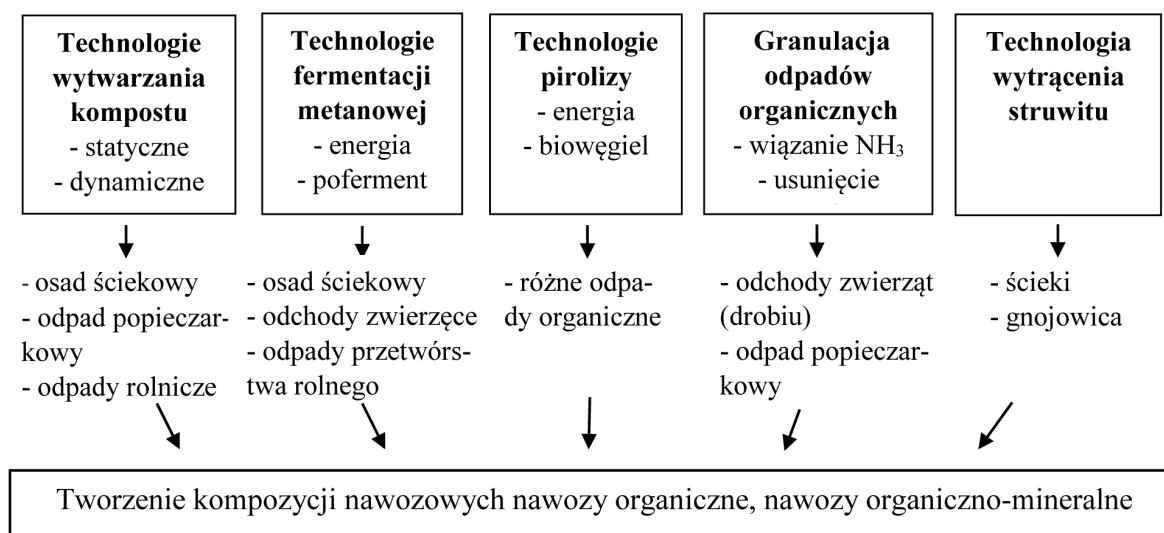 Technologie
wytwarzania
kompostu
- statyczne
- dynamiczne
Technologie
fermentacji
metanowej
- energia
- poferment
Technologie
pirolizy
- energia
- biowęgiel
Granulacja
odpadów
organicznych
- wiązanie NH₃
- usunięcie
Technologia
wytrącenia
struwitu
- osad ściekowy
- odpad popieczar-
kowy
- odpady rolnicze
- osad ściekowy
- odchody zwierzęce
- odpady przetwórs-
twa rolnego
- różne odpa-
dy organiczne
- odchody zwierząt
(drobiu)
- odpad popieczar-
kowy
- ścieki
- gnojowica
Tworzenie kompozycji nawozowych nawozy organiczne, nawozy organiczno-mineralne